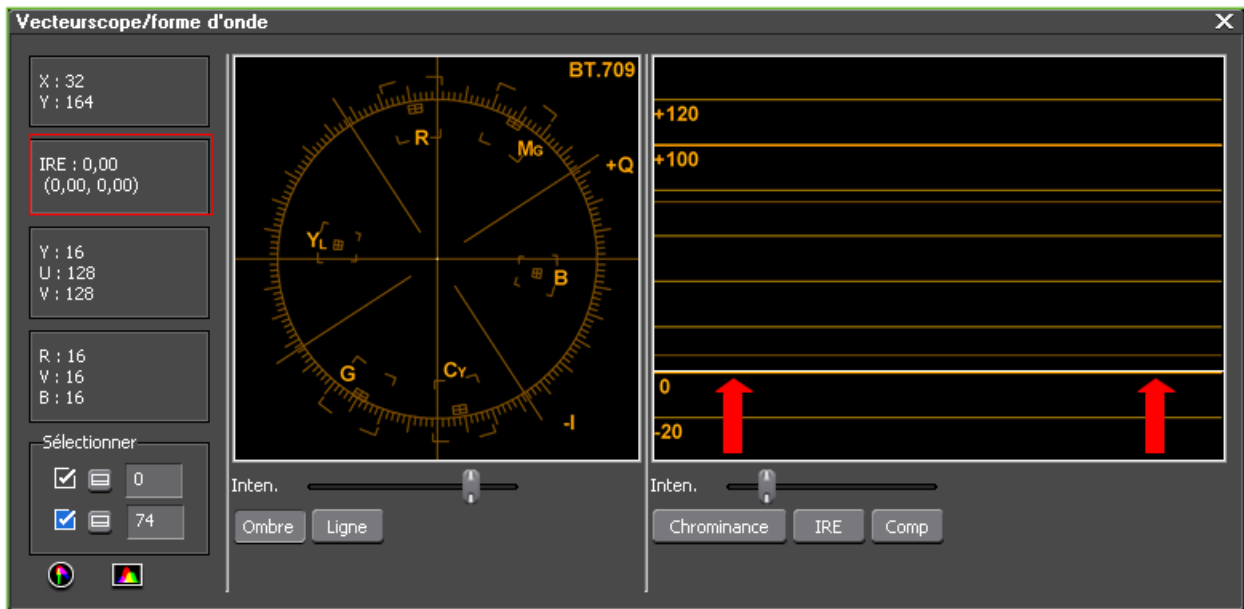 Vecteurscope/forme d'onde
X
X : 32
Y : 164
IRE : 0,00
(0,00, 0,00)
Y : 16
U : 128
V : 128
R : 16
V : 16
B : 16
Sélectionner
0
74
BT.709
R
MG
+Q
YL
B
G
CY
-I
Inten.
Ombre
Ligne
+120
+100
0
-20
Inten.
Chrominance
IRE
Comp